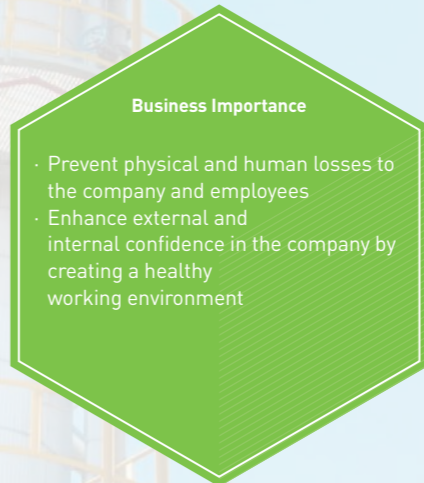 Business Importance
· Prevent physical and human losses to
the company and employees
· Enhance external and
internal confidence in the company by
creating a healthy
working environment